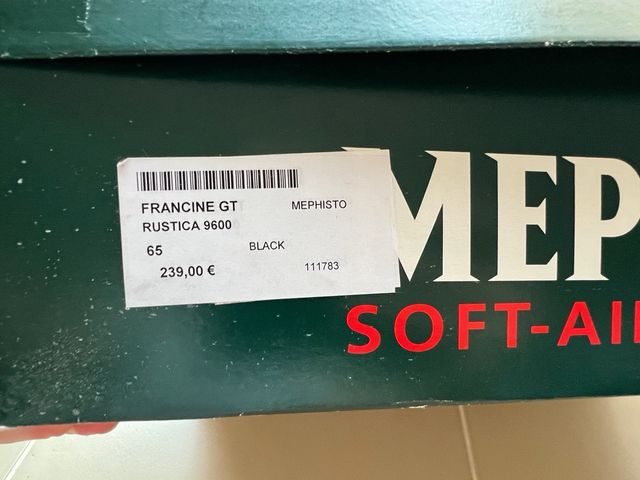 FRANCINE GT MEPHISTO
RUSTICA 9600
65 BLACK
239,00 € 111783
MEP
SOFT-AI